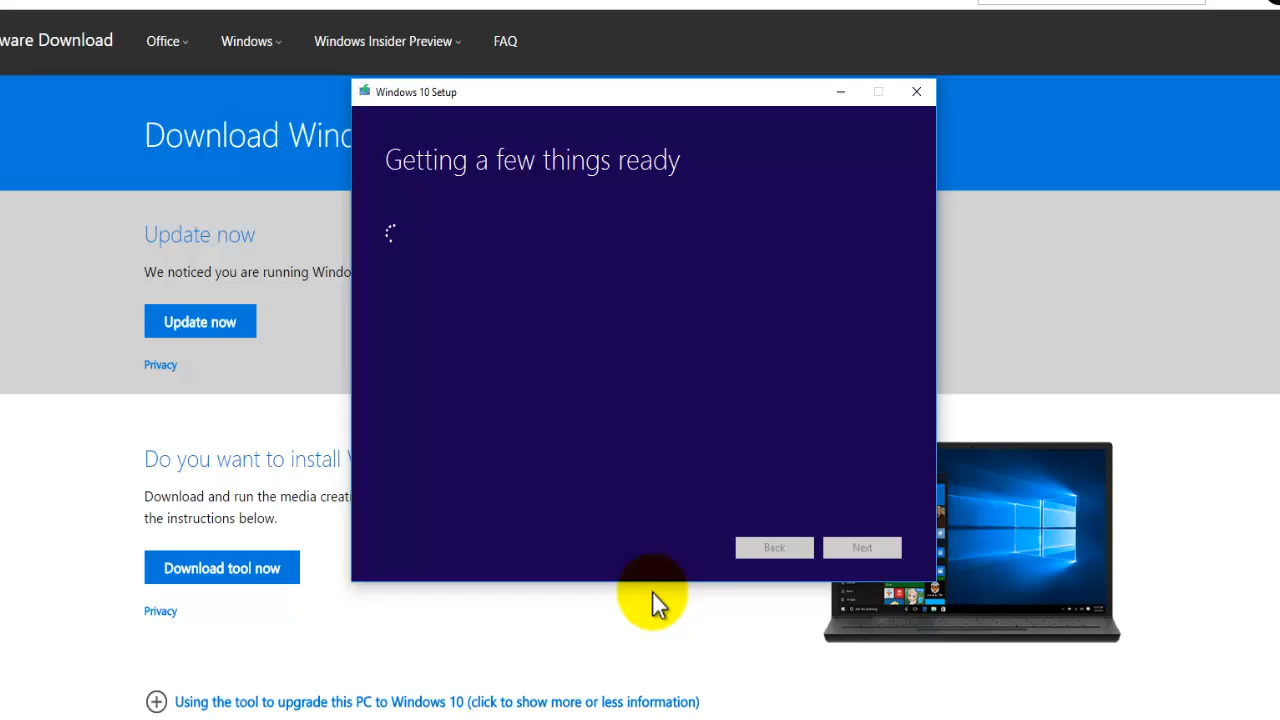 ware Download
Office
Windows
Windows Insider Preview
FAQ
Windows 10 Setup
Download Wind
Getting a few things ready
Update now
We noticed you are running Windo
Update now
Privacy
Do you want to install
Download and run the media creati
the instructions below.
Back
Next
Download tool now
Privacy
Using the tool to upgrade this PC to Windows 10 (click to show more or less information)